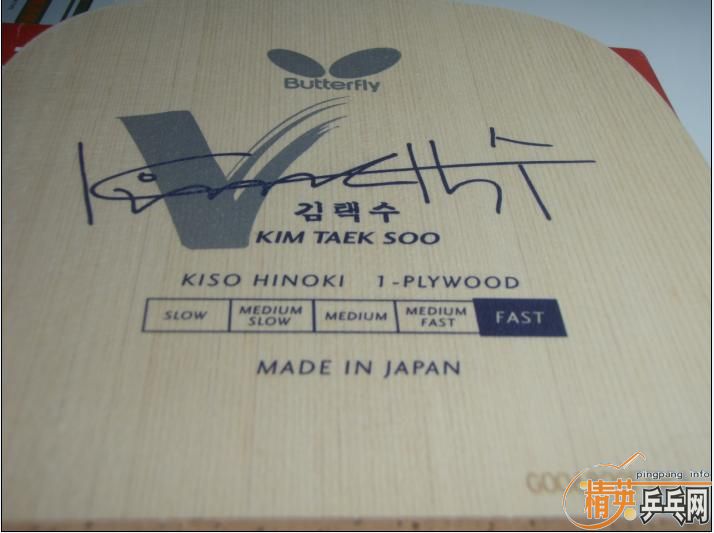 Butterfly
김택수
KIM TAEK SOO
KISO HINOKI 1-PLYWOOD
SLOW
MEDIUM SLOW
MEDIUM
MEDIUM FAST
FAST
MADE IN JAPAN
pingpang.info
精英乒乓网